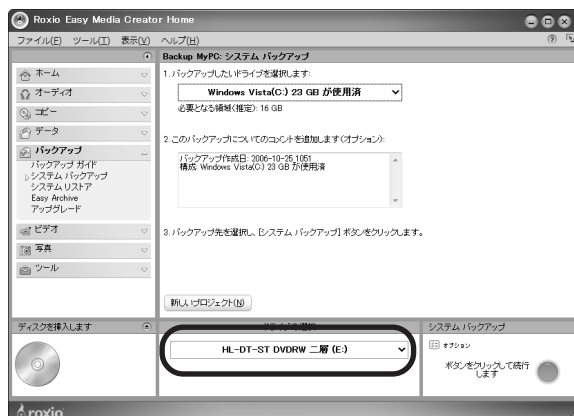 Roxio Easy Media Creator Home
ファイル(F) ツール(T) 表示(V) ヘルプ(H)
ホーム
オーディオ
コピー
データ
バックアップ
バックアップ ガイド
システム バックアップ
システム リストア
Easy Archive
アップグレード
ビデオ
写真
ツール
Backup MyPC: システム バックアップ
1. バックアップしたいドライブを選択します:
Windows Vista(C:) 23 GB が使用済
必要となる領域(推定): 16 GB
2. このバックアップについてのコメントを追加します(オプション):
バックアップ作成日: 2006-10-25 1051
構成: Windows Vista(C:) 23 GB が使用済
3. バックアップ先を選択し、[システム バックアップ] ボタンをクリックします。
新しいプロジェクト(N)
ディスクを挿入します
HL-DT-ST DVDRW 二層 (E:)
システム バックアップ
オプション
ボタンをクリックして続行
します
roxio